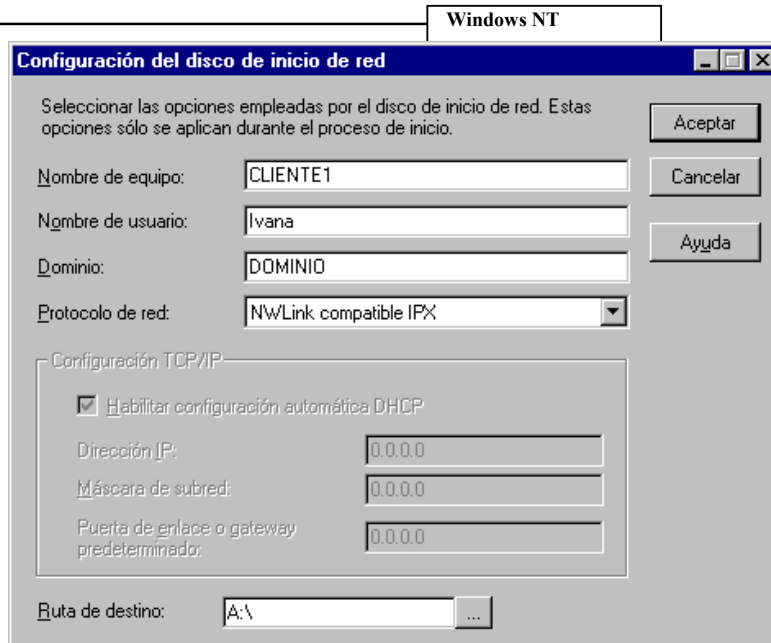 Windows NT
Configuración del disco de inicio de red
Seleccionar las opciones empleadas por el disco de inicio de red. Estas
opciones sólo se aplican durante el proceso de inicio.
Aceptar
Nombre de equipo: CLIENTE1
Cancelar
Nombre de usuario: Ivana
Ayuda
Dominio: DOMINIO
Protocolo de red: NWLink compatible IPX
Configuración TCP/IP
Habilitar configuración automática DHCP
Dirección IP: 0.0.0.0
Máscara de subred: 0.0.0.0
Puerta de enlace o gateway
predeterminado: 0.0.0.0
Ruta de destino: A:\ ...